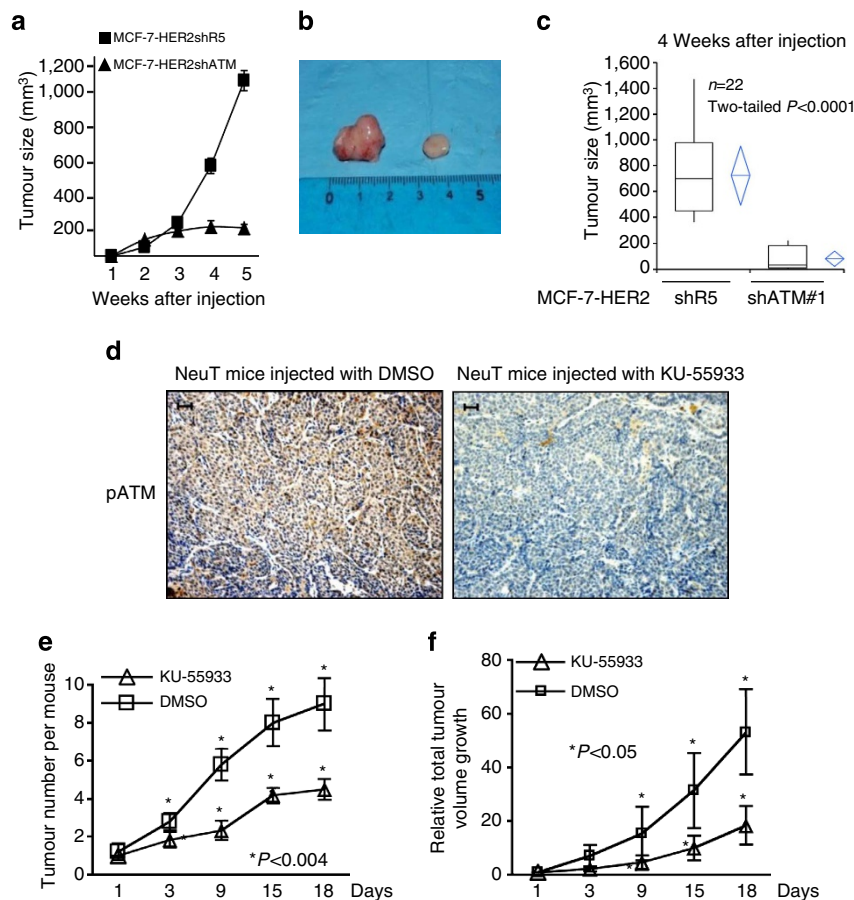 a
MCF-7-HER2shR5
MCF-7-HER2shATM
Tumour size (mm³)
1,200
1,000
800
600
400
200
1 2 3 4 5
Weeks after injection
b
0 1 2 3 4 5
c
4 Weeks after injection
n=22
Two-tailed P<0.0001
Tumour size (mm³)
1,600
1,400
1,200
1,000
800
600
400
200
0
MCF-7-HER2 shR5 shATM#1
d
NeuT mice injected with DMSO
NeuT mice injected with KU-55933
pATM
e
KU-55933
DMSO
Tumour number per mouse
10
8
6
4
2
0
* * * * *
* * * *
*P<0.004
1 3 9 15 18 Days
f
KU-55933
DMSO
Relative total tumour
volume growth
80
60
40
20
0
*P<0.05
* * *
* * *
1 3 9 15 18 Days